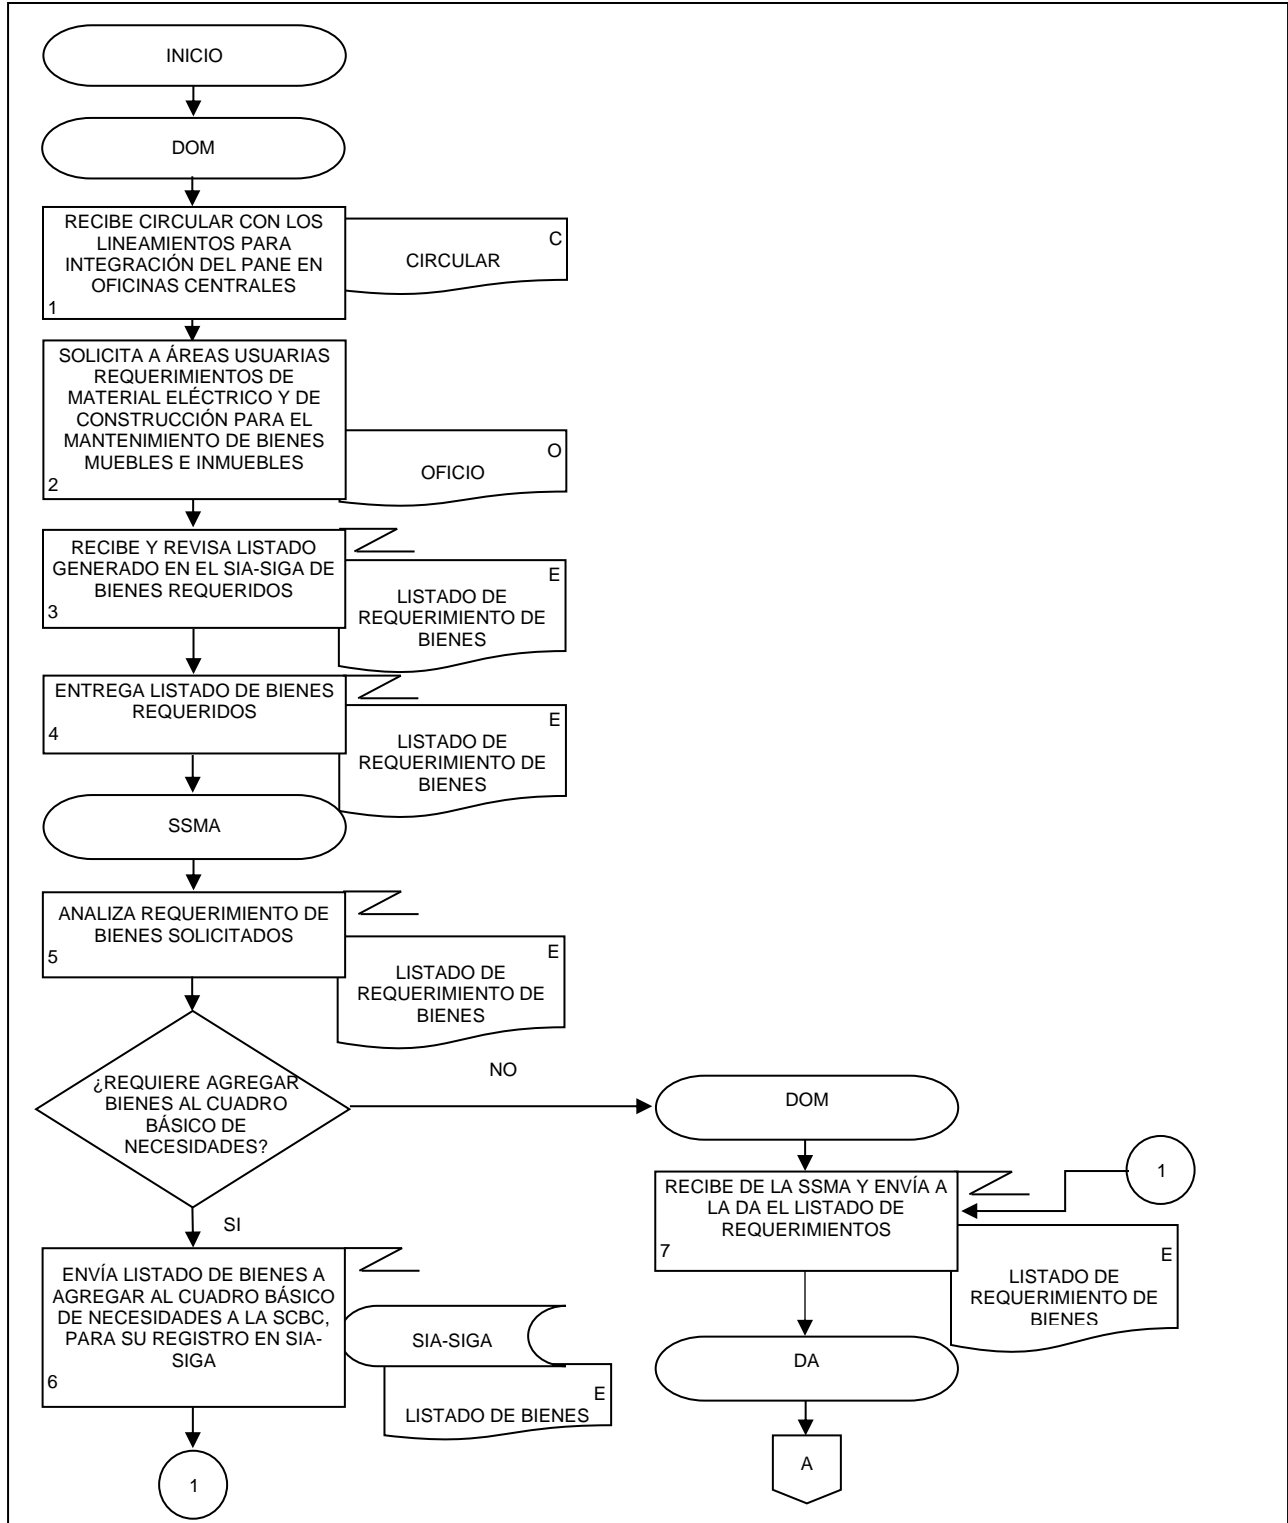 INICIO
DOM
RECIBE CIRCULAR CON LOS
LINEAMIENTOS PARA
INTEGRACIÓN DEL PANE EN
OFICINAS CENTRALES
1
C
CIRCULAR
SOLICITA A ÁREAS USUARIAS
REQUERIMIENTOS DE
MATERIAL ELÉCTRICO Y DE
CONSTRUCCIÓN PARA EL
MANTENIMIENTO DE BIENES
MUEBLES E INMUEBLES
2
O
OFICIO
RECIBE Y REVISA LISTADO
GENERADO EN EL SIA-SIGA DE
BIENES REQUERIDOS
3
E
LISTADO DE
REQUERIMIENTO DE
BIENES
ENTREGA LISTADO DE BIENES
REQUERIDOS
4
E
LISTADO DE
REQUERIMIENTO DE
BIENES
SSMA
ANALIZA REQUERIMIENTO DE
BIENES SOLICITADOS
5
E
LISTADO DE
REQUERIMIENTO DE
BIENES
¿REQUIERE AGREGAR
BIENES AL CUADRO
BÁSICO DE
NECESIDADES?
NO
SI
ENVÍA LISTADO DE BIENES A
AGREGAR AL CUADRO BÁSICO
DE NECESIDADES A LA SCBC,
PARA SU REGISTRO EN SIA-
SIGA
6
SIA-SIGA
E
LISTADO DE BIENES
1
DOM
1
RECIBE DE LA SSMA Y ENVÍA A
LA DA EL LISTADO DE
REQUERIMIENTOS
7
E
LISTADO DE
REQUERIMIENTO DE
BIENES
DA
A